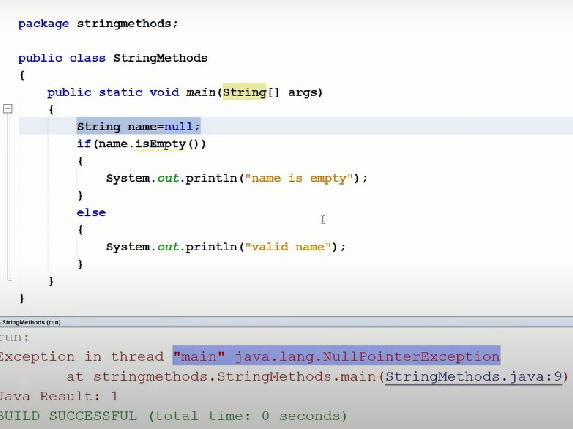 package stringmethods;
public class StringMethods
{
public static void main(String[] args)
{
String name=null;
if(name.isEmpty())
{
System.out.println("name is empty");
}
else
{
System.out.println("valid name");
}
}
}
StringMethods (run)
run:
Exception in thread "main" java.lang.NullPointerException
at stringmethods.StringMethods.main(StringMethods.java:9)
Java Result: 1
BUILD SUCCESSFUL (total time: 0 seconds)